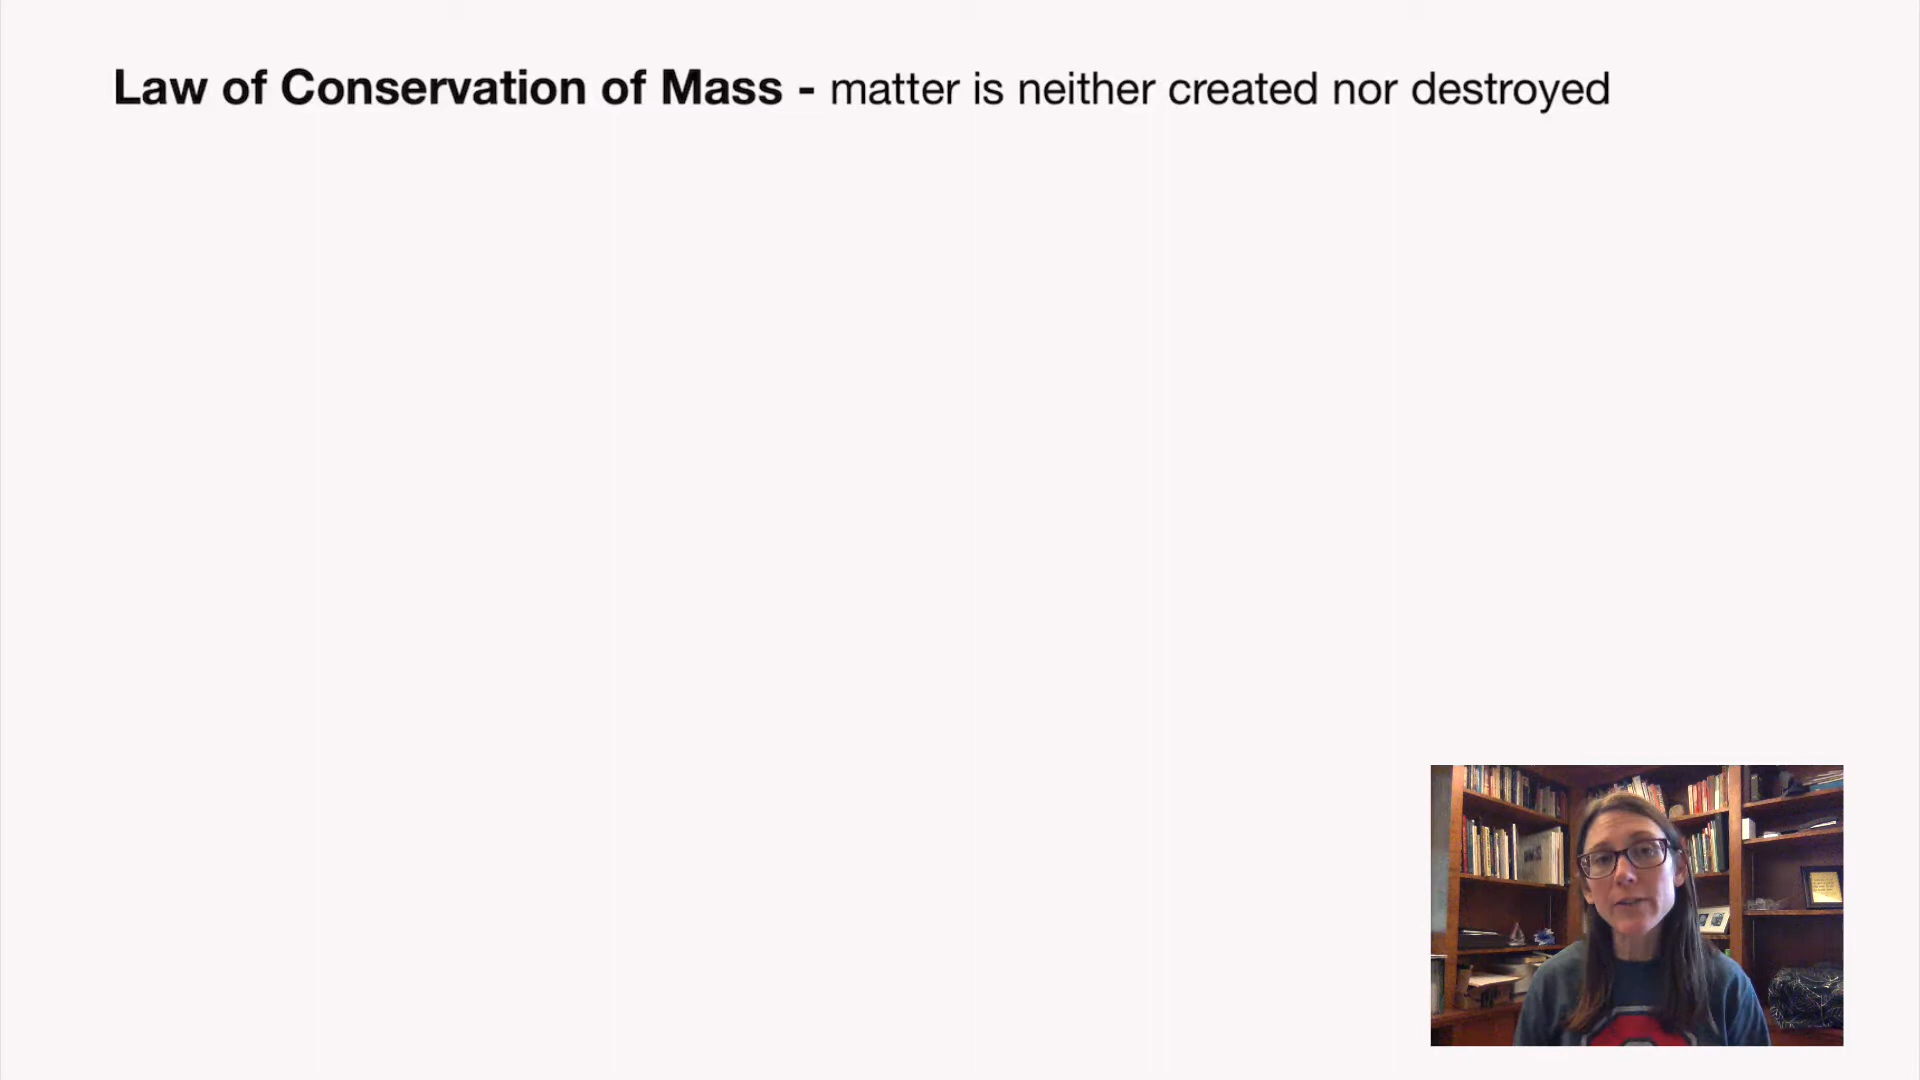 Law of Conservation of Mass - matter is neither created nor destroyed